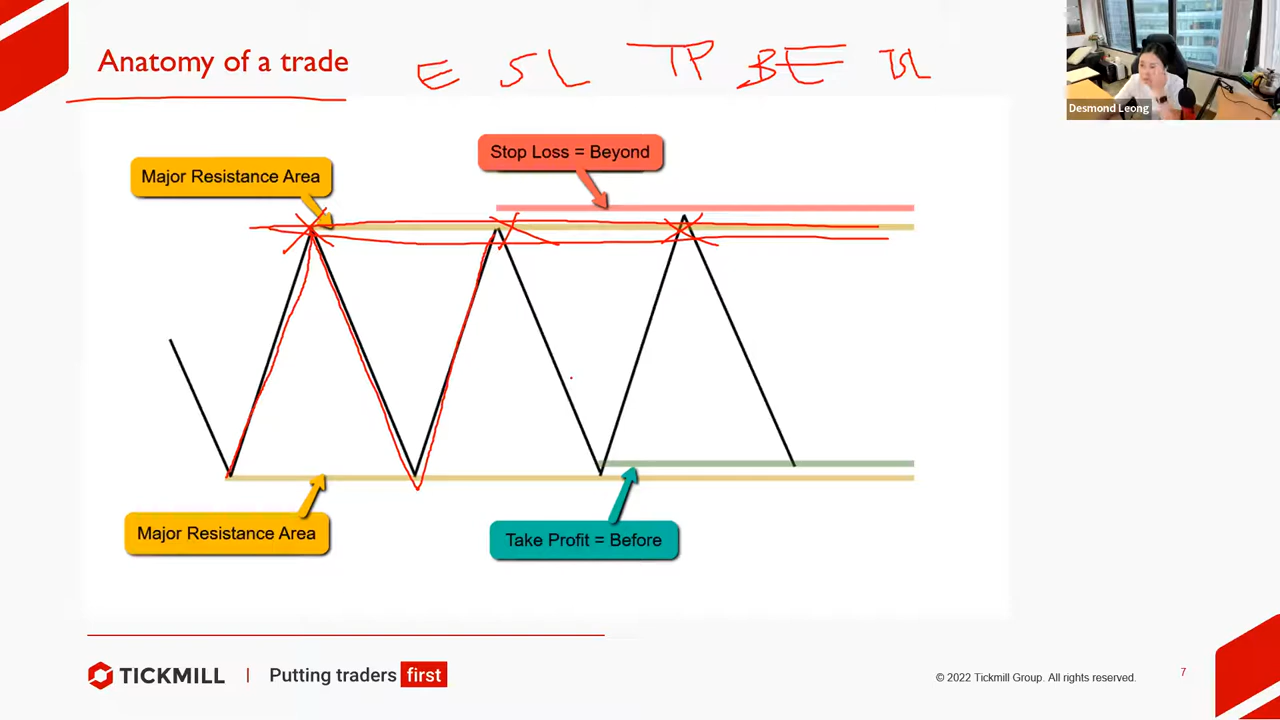 Anatomy of a trade
E SL TP BE
Desmond Leong
Stop Loss = Beyond
Major Resistance Area
Major Resistance Area
Take Profit = Before
TICKMILL | Putting traders first
© 2022 Tickmill Group. All rights reserved.
7